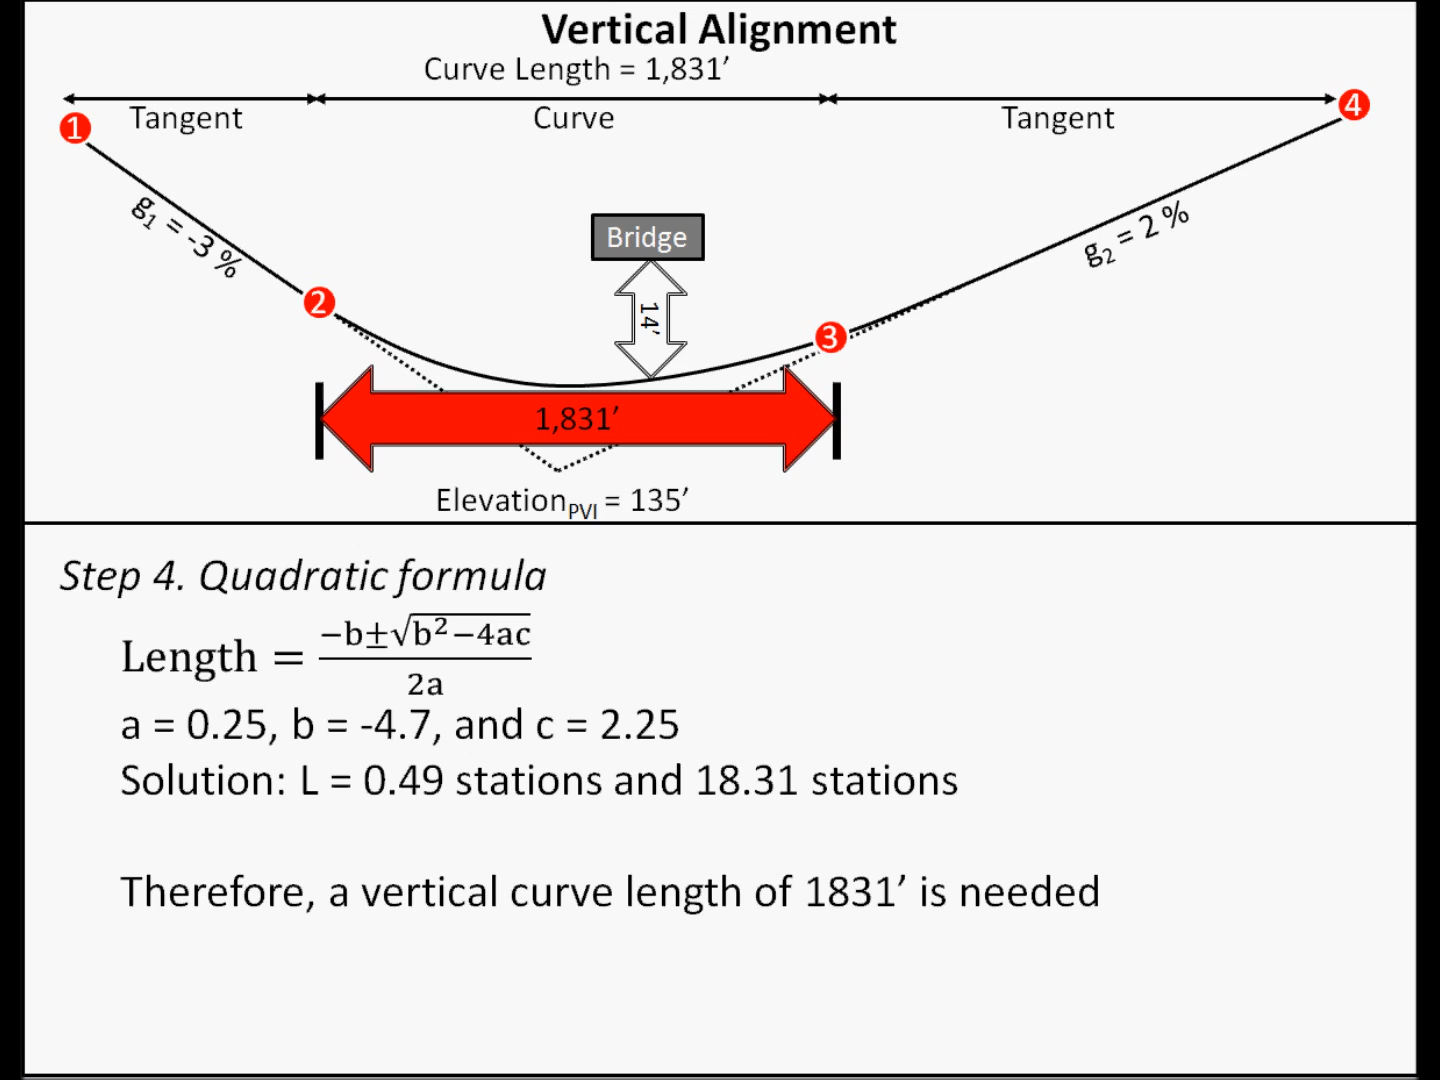 Vertical Alignment
Curve Length = 1,831’
Tangent
Curve
Tangent
1
4
g1 = -3 %
g2 = 2 %
Bridge
14’
2
3
1,831’
ElevationPVI = 135’
Step 4. Quadratic formula
Length = −b±√b²−4ac
2a
a = 0.25, b = -4.7, and c = 2.25
Solution: L = 0.49 stations and 18.31 stations
Therefore, a vertical curve length of 1831’ is needed